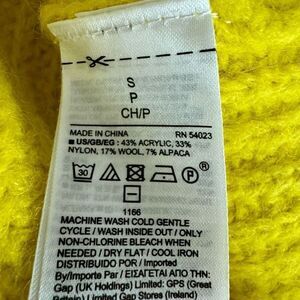 S
P
CH/P
MADE IN CHINA RN 54023
■ US/GB/EG : 43% ACRYLIC, 33%
NYLON, 17% WOOL, 7% ALPACA
30 P ®
1166
MACHINE WASH COLD GENTLE
CYCLE / WASH INSIDE OUT / ONLY
NON-CHLORINE BLEACH WHEN
NEEDED / DRY FLAT / COOL IRON
DISTRIBUIDO POR / Imported
By/Importe Par / ΕΙΣΑΓΕΤΑΙ ΑΠΟ ΤΗΝ:
Gap (UK Holdings) Limited: GPS (Great
Britain) Limited Gap Stores (Ireland)